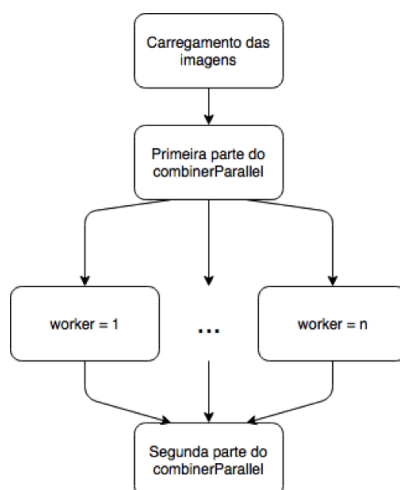 Carregamento das
imagens
Primeira parte do
combinerParallel
worker = 1
...
worker = n
Segunda parte do
combinerParallel